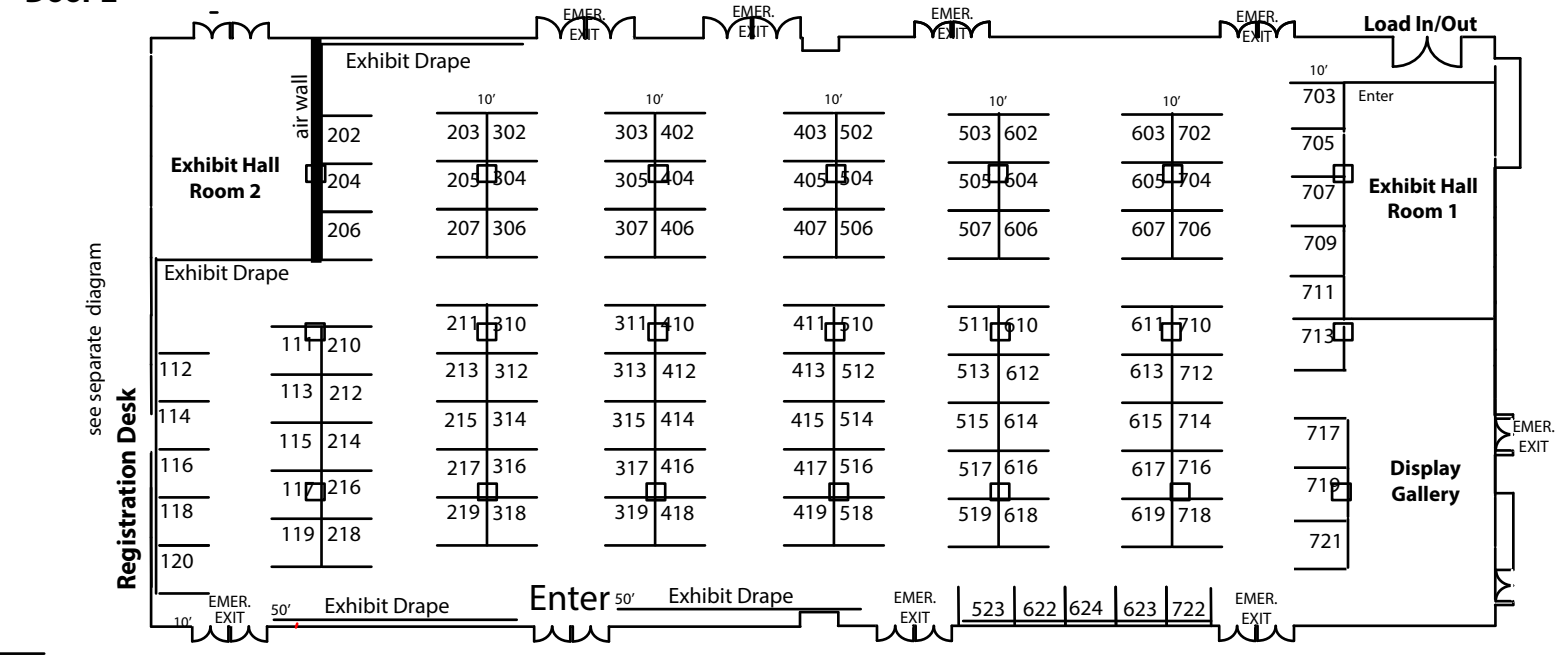 EMER.
EXIT
EMER.
EXIT
EMER.
EXIT
EMER.
EXIT
Load In/Out
Exhibit Drape
air wall
10' 10' 10' 10' 10' 10'
703 Enter
202 203 302 303 402 403 502 503 602 603 702
705
Exhibit Hall
Room 2
204 205 304 305 404 405 504 505 604 605 704
707
Exhibit Hall
Room 1
206 207 306 307 406 407 506 507 606 607 706
709
Exhibit Drape
711
see separate diagram
Registration Desk
111 210 211 310 311 410 411 510 511 610 611 710 713
112 113 212 213 312 313 412 413 512 513 612 613 712
114 115 214 215 314 315 414 415 514 515 614 615 714 717
EMER.
EXIT
116 117 216 217 316 317 416 417 516 517 616 617 716 719
Display
Gallery
118 119 218 219 318 319 418 419 518 519 618 619 718 721
120
10'
EMER.
EXIT
50' Exhibit Drape
Enter
50' Exhibit Drape
EMER.
EXIT
523 622 624 623 722
EMER.
EXIT